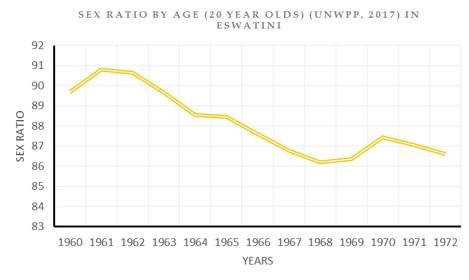 SEX RATIO BY AGE (20 YEAR OLDS) (UNWPP, 2017) IN
ESWATINI
92
91
90
89
88
87
86
85
84
83
SEX RATIO
1960 1961 1962 1963 1964 1965 1966 1967 1968 1969 1970 1971 1972
YEARS